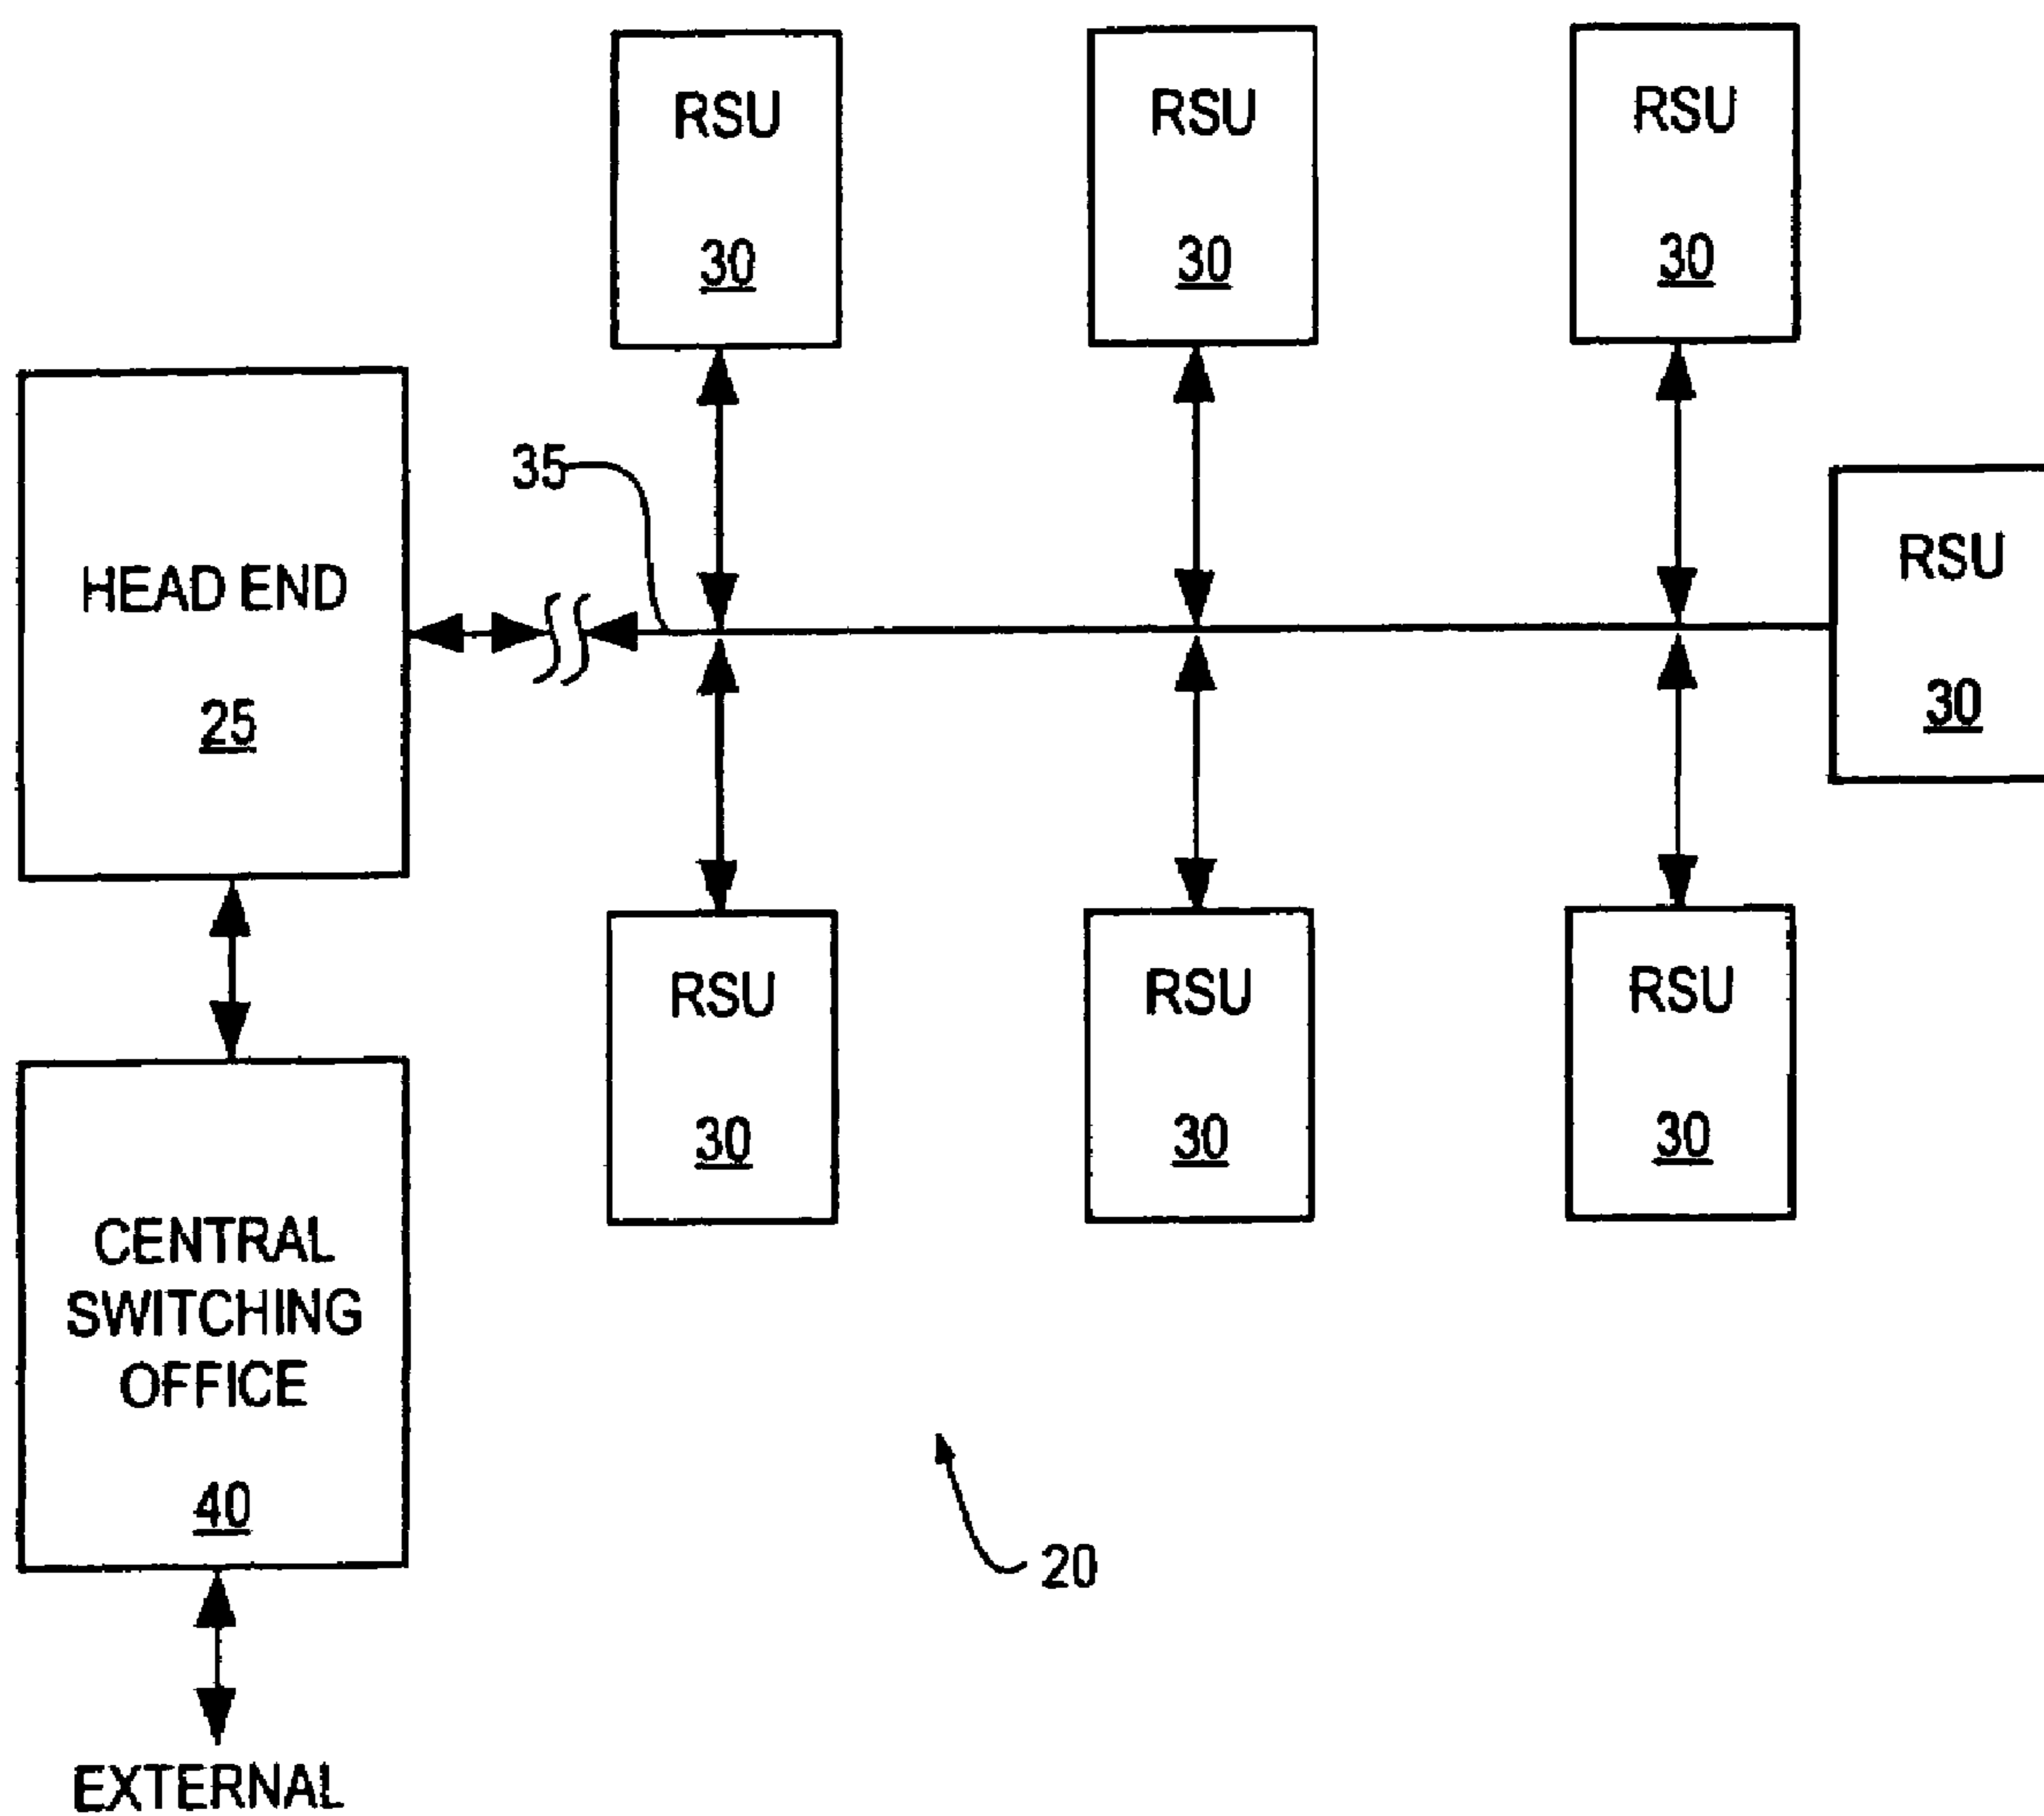 RSU
30
RSU
30
RSU
30
35
HEAD END
25
RSU
30
RSU
30
RSU
30
RSU
30
CENTRAL
SWITCHING
OFFICE
40
20
EXTERNAL